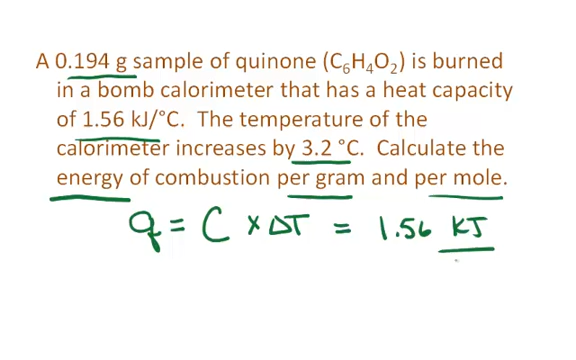 A 0.194 g sample of quinone (C₆H₄O₂) is burned
in a bomb calorimeter that has a heat capacity
of 1.56 kJ/°C. The temperature of the
calorimeter increases by 3.2 °C. Calculate the
energy of combustion per gram and per mole.
q = C × ΔT = 1.56 KJ